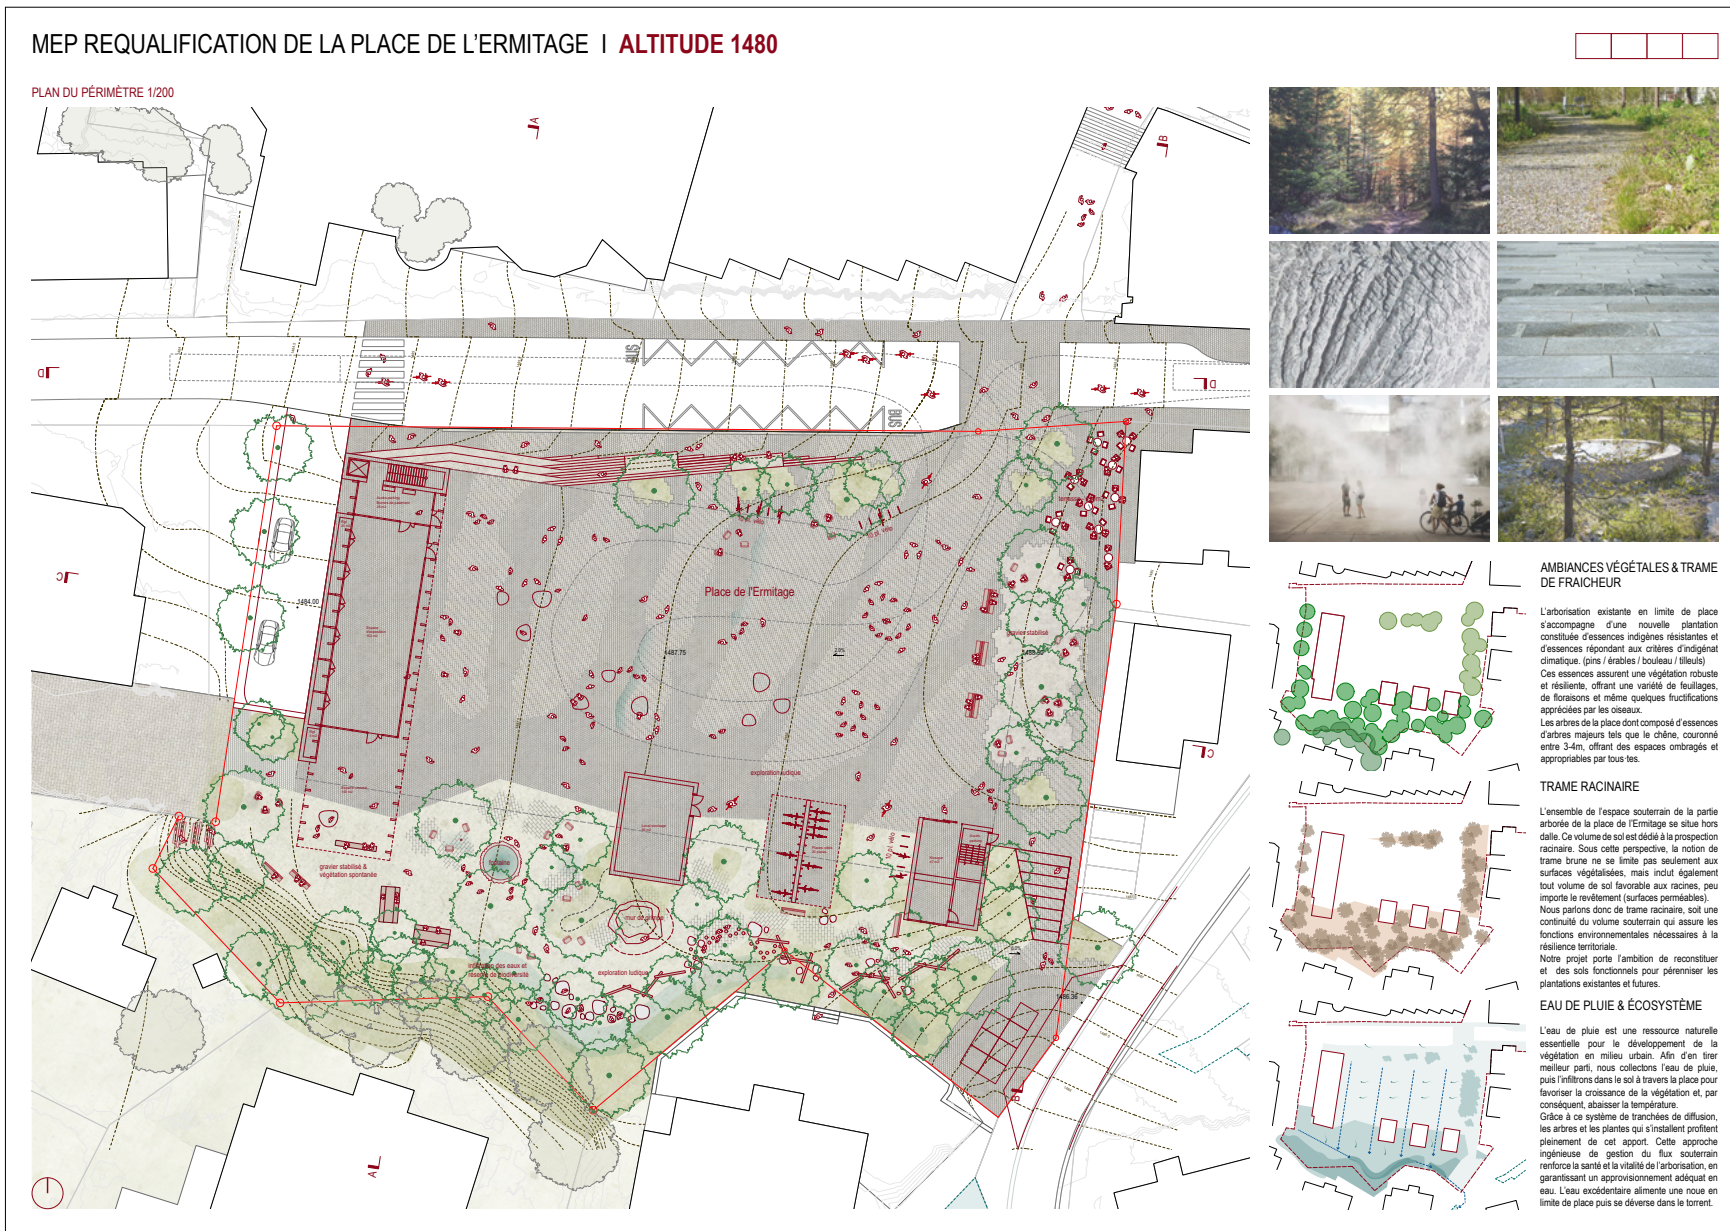 MEP REQUALIFICATION DE LA PLACE DE L'ERMITAGE I ALTITUDE 1480
PLAN DU PÉRIMÈTRE 1/200
A
B
D
BUS
BUS
D
C
1484.00
Place de l'Ermitage
1487.75
2.0%
gravier stabilisé
10 pl. vélo
C
exploration ludique
gravier stabilisé &
végétation spontanée
fontaine
10 pl. vélo
mur de grimpe
exploration ludique
1486.36
B
A
AMBIANCES VÉGÉTALES & TRAME
DE FRAICHEUR
L'arborisation existante en limite de place
s'accompagne d'une nouvelle plantation
constituée d'essences indigènes résistantes et
d'essences répondant aux critères d'indigénat
climatique. (pins / érables / bouleau / tilleuls)
Ces essences assurent une végétation robuste
et résiliente, offrant une variété de feuillages,
de floraisons et même quelques fructifications
appréciées par les oiseaux.
Les arbres de la place dont composé d'essences
d'arbres majeurs tels que le chêne, couronné
entre 3-4m, offrant des espaces ombragés et
appropriables par tous·tes.
TRAME RACINAIRE
L'ensemble de l'espace souterrain de la partie
arborée de la place de l'Ermitage se situe hors
dalle. Ce volume de sol est dédié à la prospection
racinaire. Sous cette perspective, la notion de
trame brune ne se limite pas seulement aux
surfaces végétalisées, mais inclut également
tout volume de sol favorable aux racines, peu
importe le revêtement (surfaces perméables).
Nous parlons donc de trame racinaire, soit une
continuité du volume souterrain qui assure les
fonctions environnementales nécessaires à la
résilience territoriale.
Notre projet porte l'ambition de reconstituer
et des sols fonctionnels pour pérenniser les
plantations existantes et futures.
EAU DE PLUIE & ÉCOSYSTÈME
L'eau de pluie est une ressource naturelle
essentielle pour le développement de la
végétation en milieu urbain. Afin d'en tirer
meilleur parti, nous collectons l'eau de pluie,
puis l'infiltrons dans le sol à travers la place pour
favoriser la croissance de la végétation et, par
conséquent, abaisser la température.
Grâce à ce système de tranchées de diffusion,
les arbres et les plantes qui s'installent profitent
pleinement de cet apport. Cette approche
ingénieuse de gestion du flux souterrain
renforce la santé et la vitalité de l'arborisation, en
garantissant un approvisionnement adéquat en
eau. L'eau excédentaire alimente une noue en
limite de place puis se déverse dans le torrent.